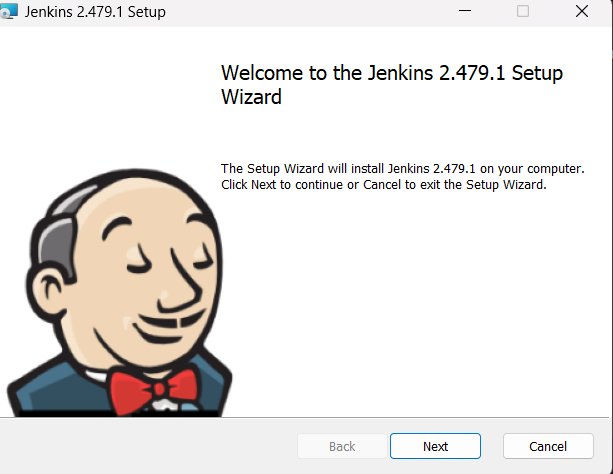 Jenkins 2.479.1 Setup
Welcome to the Jenkins 2.479.1 Setup
Wizard
The Setup Wizard will install Jenkins 2.479.1 on your computer.
Click Next to continue or Cancel to exit the Setup Wizard.
Back Next Cancel